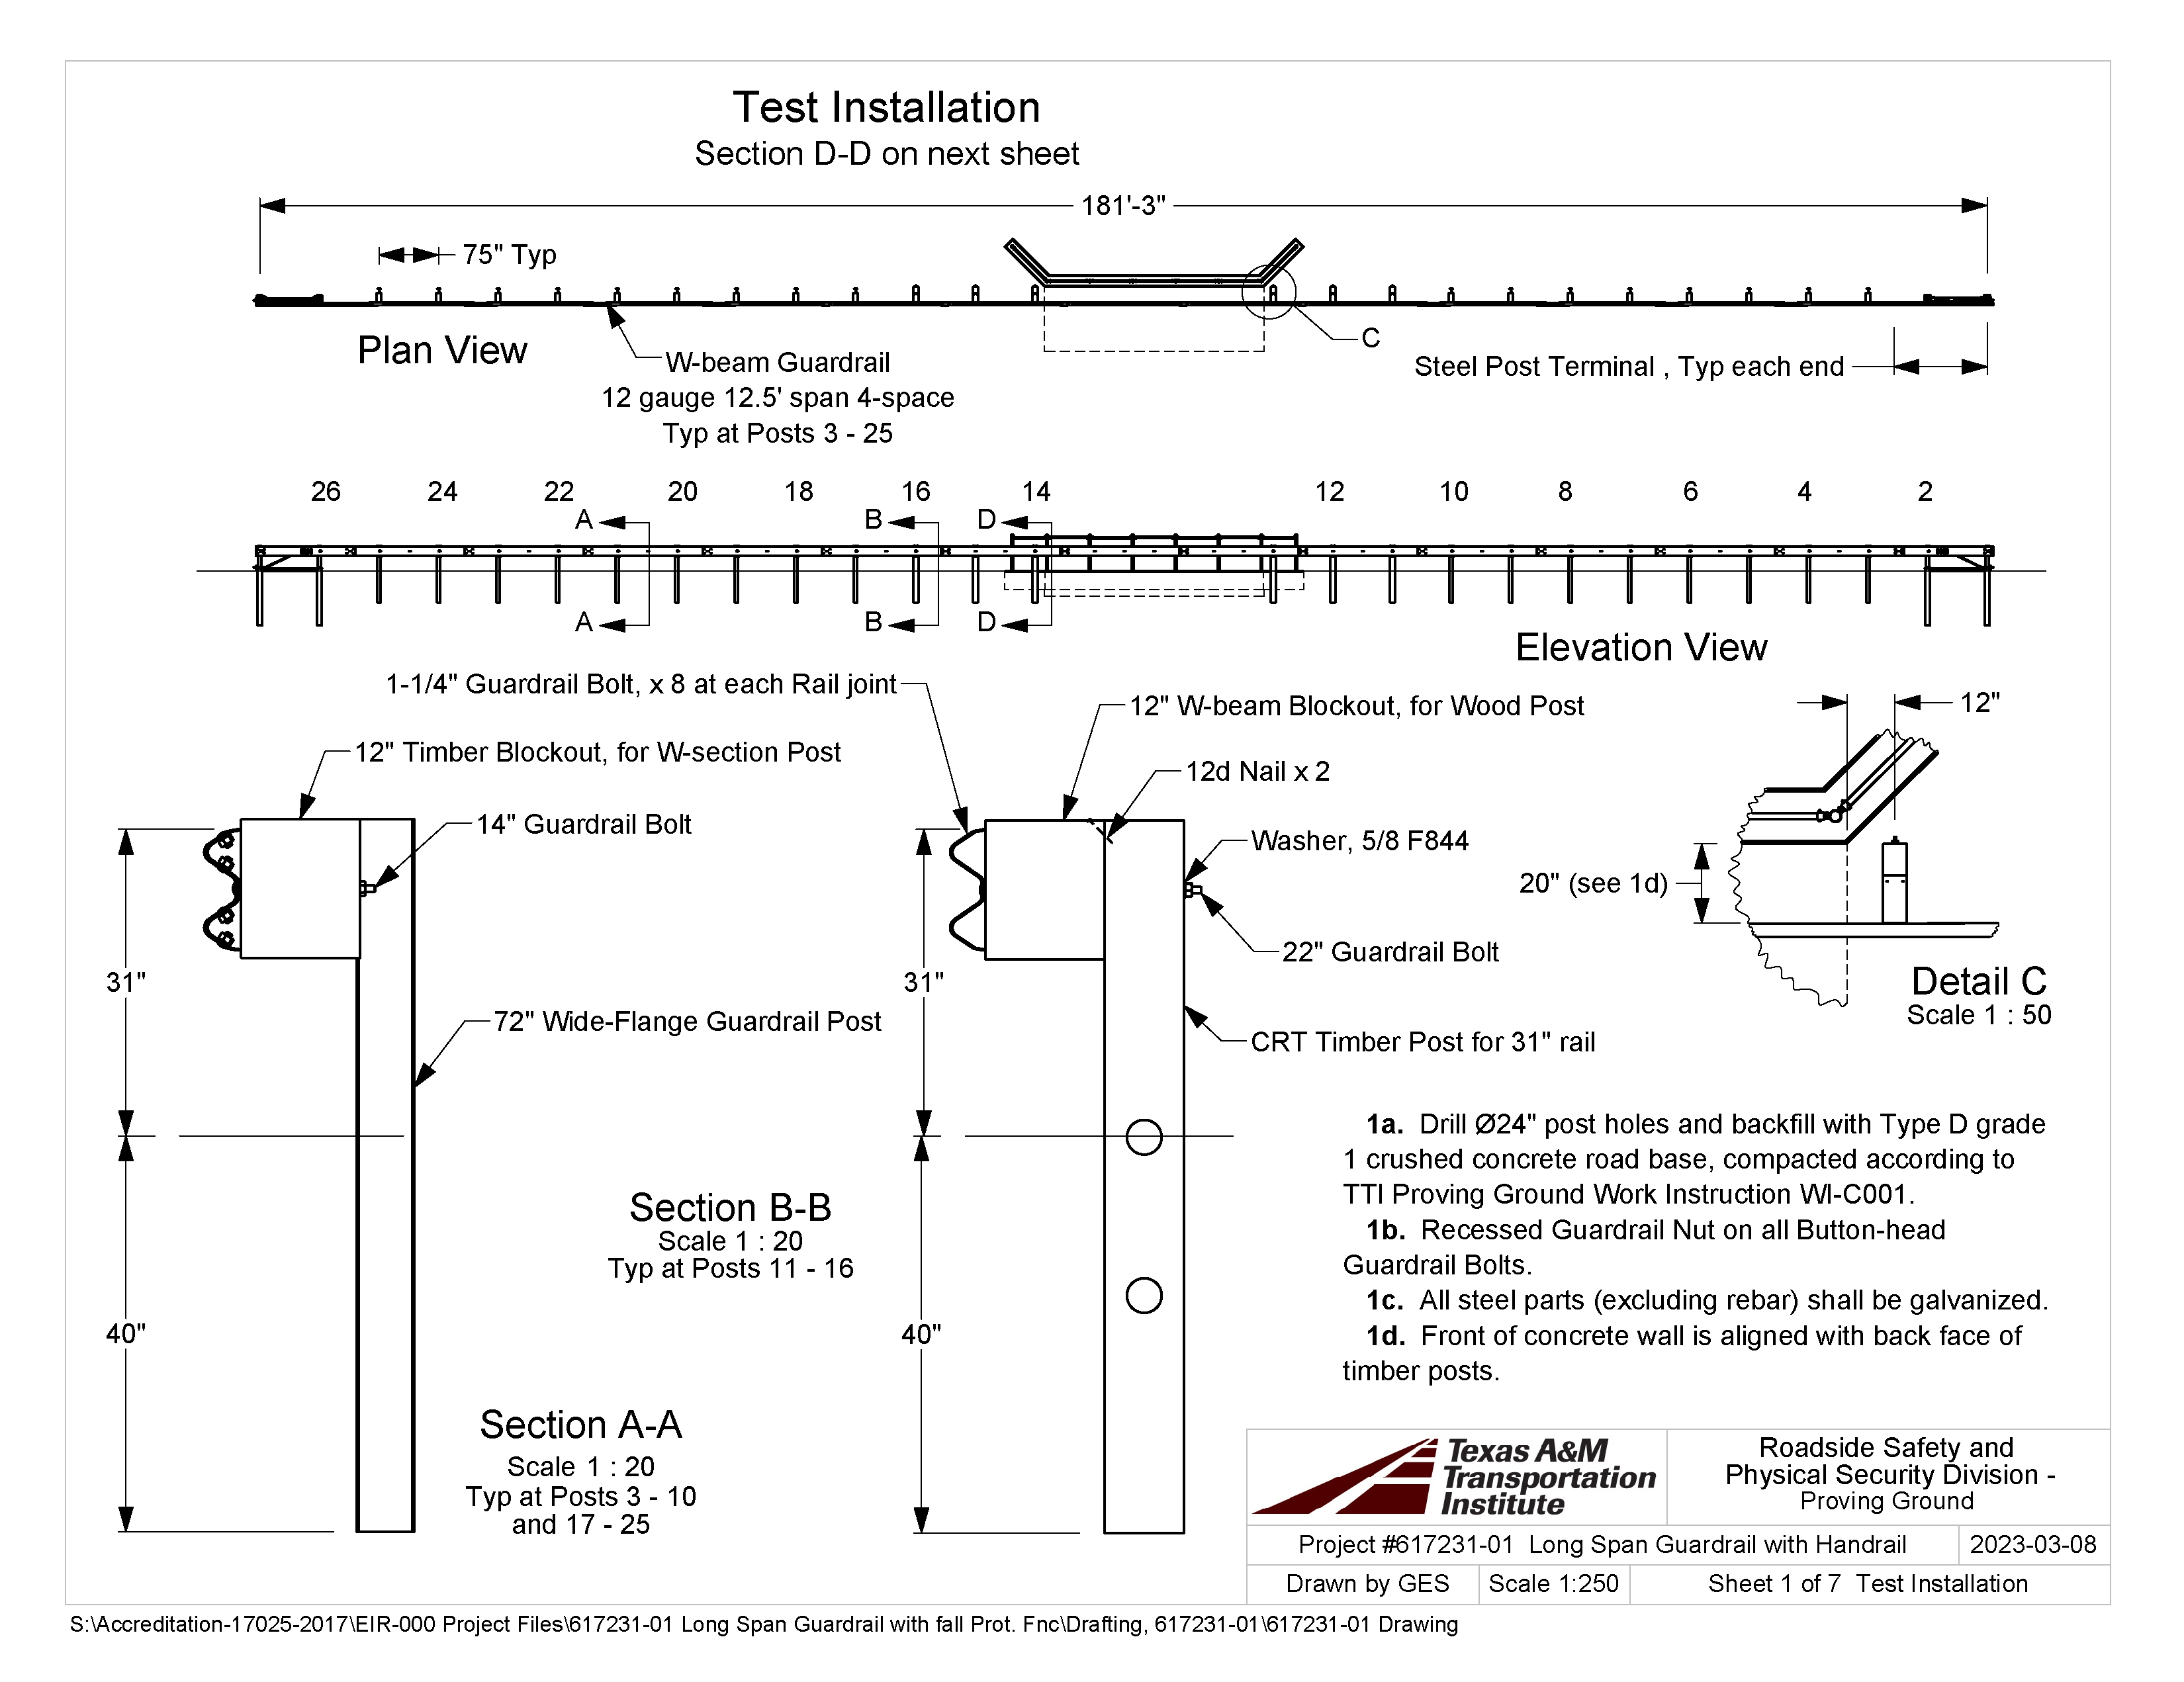 Test Installation
Section D-D on next sheet
181'-3"
75" Typ
Plan View
W-beam Guardrail
12 gauge 12.5' span 4-space
Typ at Posts 3 - 25
C
Steel Post Terminal , Typ each end
26 24 22 20 18 16 14 12 10 8 6 4 2
A B D
A B D
Elevation View
1-1/4" Guardrail Bolt, x 8 at each Rail joint
12" W-beam Blockout, for Wood Post
12"
12" Timber Blockout, for W-section Post
12d Nail x 2
14" Guardrail Bolt
Washer, 5/8 F844
20" (see 1d)
22" Guardrail Bolt
31"
31"
Detail C
Scale 1 : 50
72" Wide-Flange Guardrail Post
CRT Timber Post for 31" rail
1a. Drill Ø24" post holes and backfill with Type D grade
1 crushed concrete road base, compacted according to
TTI Proving Ground Work Instruction WI-C001.
1b. Recessed Guardrail Nut on all Button-head
Guardrail Bolts.
1c. All steel parts (excluding rebar) shall be galvanized.
1d. Front of concrete wall is aligned with back face of
timber posts.
Section B-B
Scale 1 : 20
Typ at Posts 11 - 16
40"
40"
Section A-A
Scale 1 : 20
Typ at Posts 3 - 10
and 17 - 25
Texas A&M
Transportation
Institute
Roadside Safety and
Physical Security Division -
Proving Ground
Project #617231-01 Long Span Guardrail with Handrail
2023-03-08
Drawn by GES
Scale 1:250
Sheet 1 of 7 Test Installation
S:\Accreditation-17025-2017\EIR-000 Project Files\617231-01 Long Span Guardrail with fall Prot. Fnc\Drafting, 617231-01\617231-01 Drawing